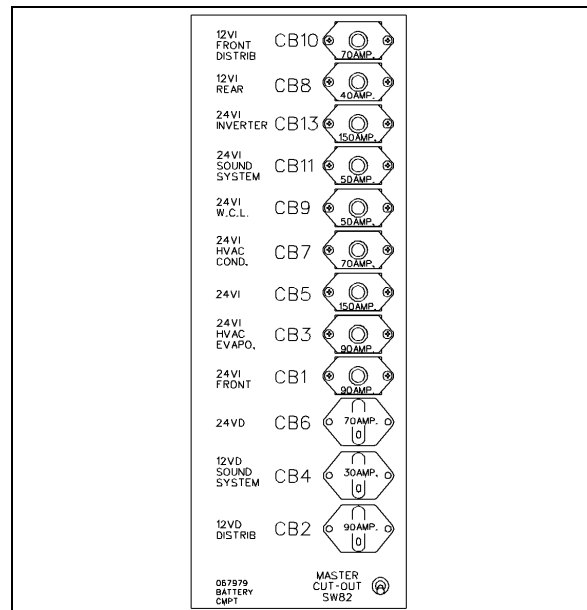 12VI
FRONT
DISTRIB
CB10
70AMP.
12VI
REAR
CB8
40AMP.
24VI
INVERTER
CB13
150AMP.
24VI
SOUND
SYSTEM
CB11
50AMP.
24VI
W.C.L.
CB9
50AMP.
24VI
HVAC
COND.
CB7
70AMP.
24VI
CB5
150AMP.
24VI
HVAC
EVAPO.
CB3
90AMP.
24VI
FRONT
CB1
90AMP.
24VD
CB6
70AMP.
0
12VD
SOUND
SYSTEM
CB4
30AMP.
0
12VD
DISTRIB
CB2
90AMP.
0
067979
BATTERY
CMPT
MASTER
CUT-OUT
SW82